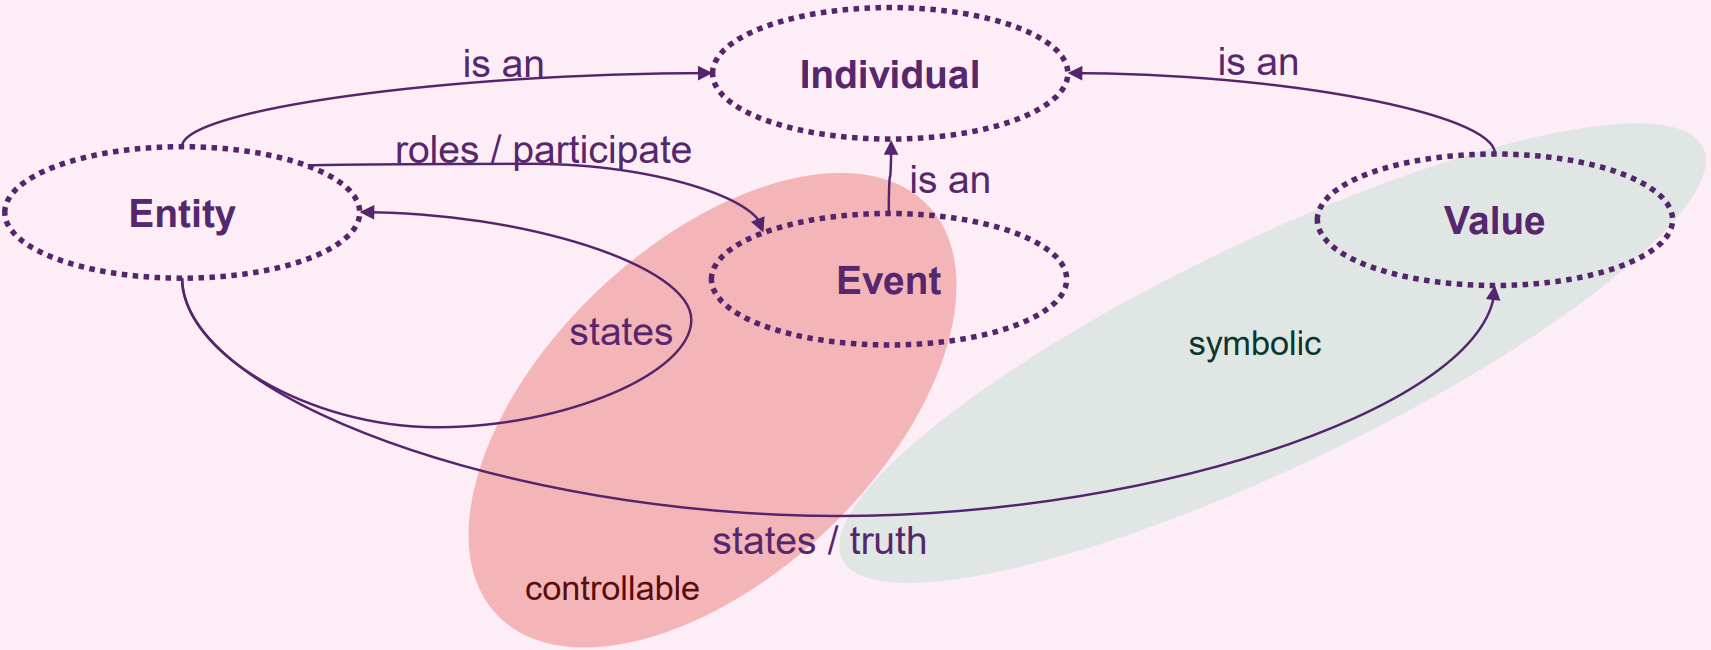 is an
Individual
is an
roles / participate
is an
Entity
Value
Event
states
symbolic
states / truth
controllable